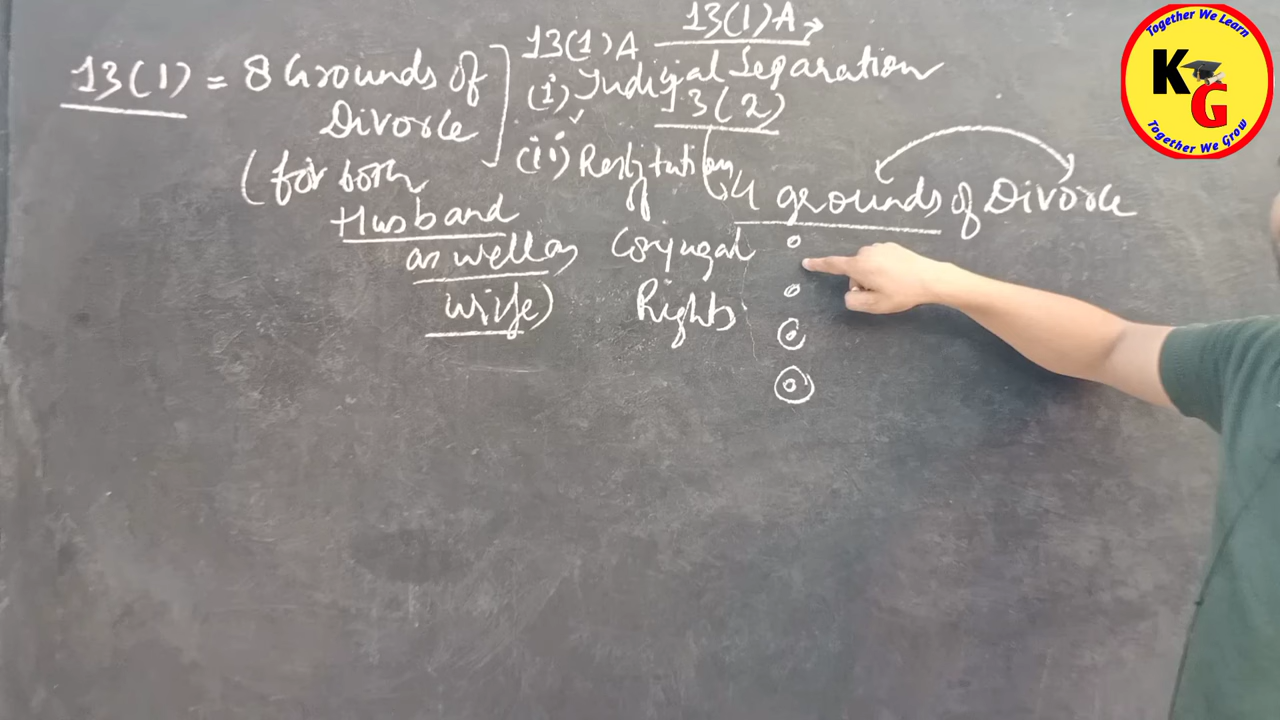 13(1) = 8 Grounds of
Divorce
(for both
Husband
as well as
wife)
13(1)A
(i) Judicial Separation
(ii) Restitution
of
Conjugal
Rights
13(1)A
13(2)
4 grounds of Divorce
Together We Learn
KG
Together We Grow